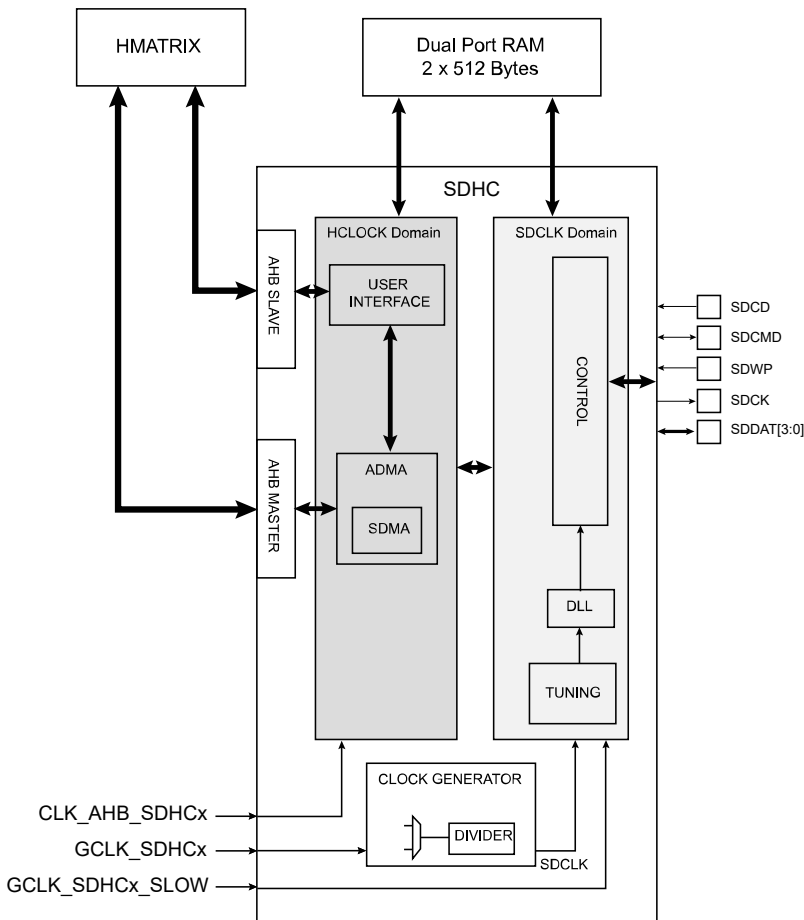 HMATRIX
Dual Port RAM
2 x 512 Bytes
SDHC
HCLOCK Domain
SDCLK Domain
AHB SLAVE
USER
INTERFACE
CONTROL
SDCD
SDCMD
SDWP
SDCK
SDDAT[3:0]
AHB MASTER
ADMA
SDMA
DLL
TUNING
CLOCK GENERATOR
DIVIDER
SDCLK
CLK_AHB_SDHCx
GCLK_SDHCx
GCLK_SDHCx_SLOW